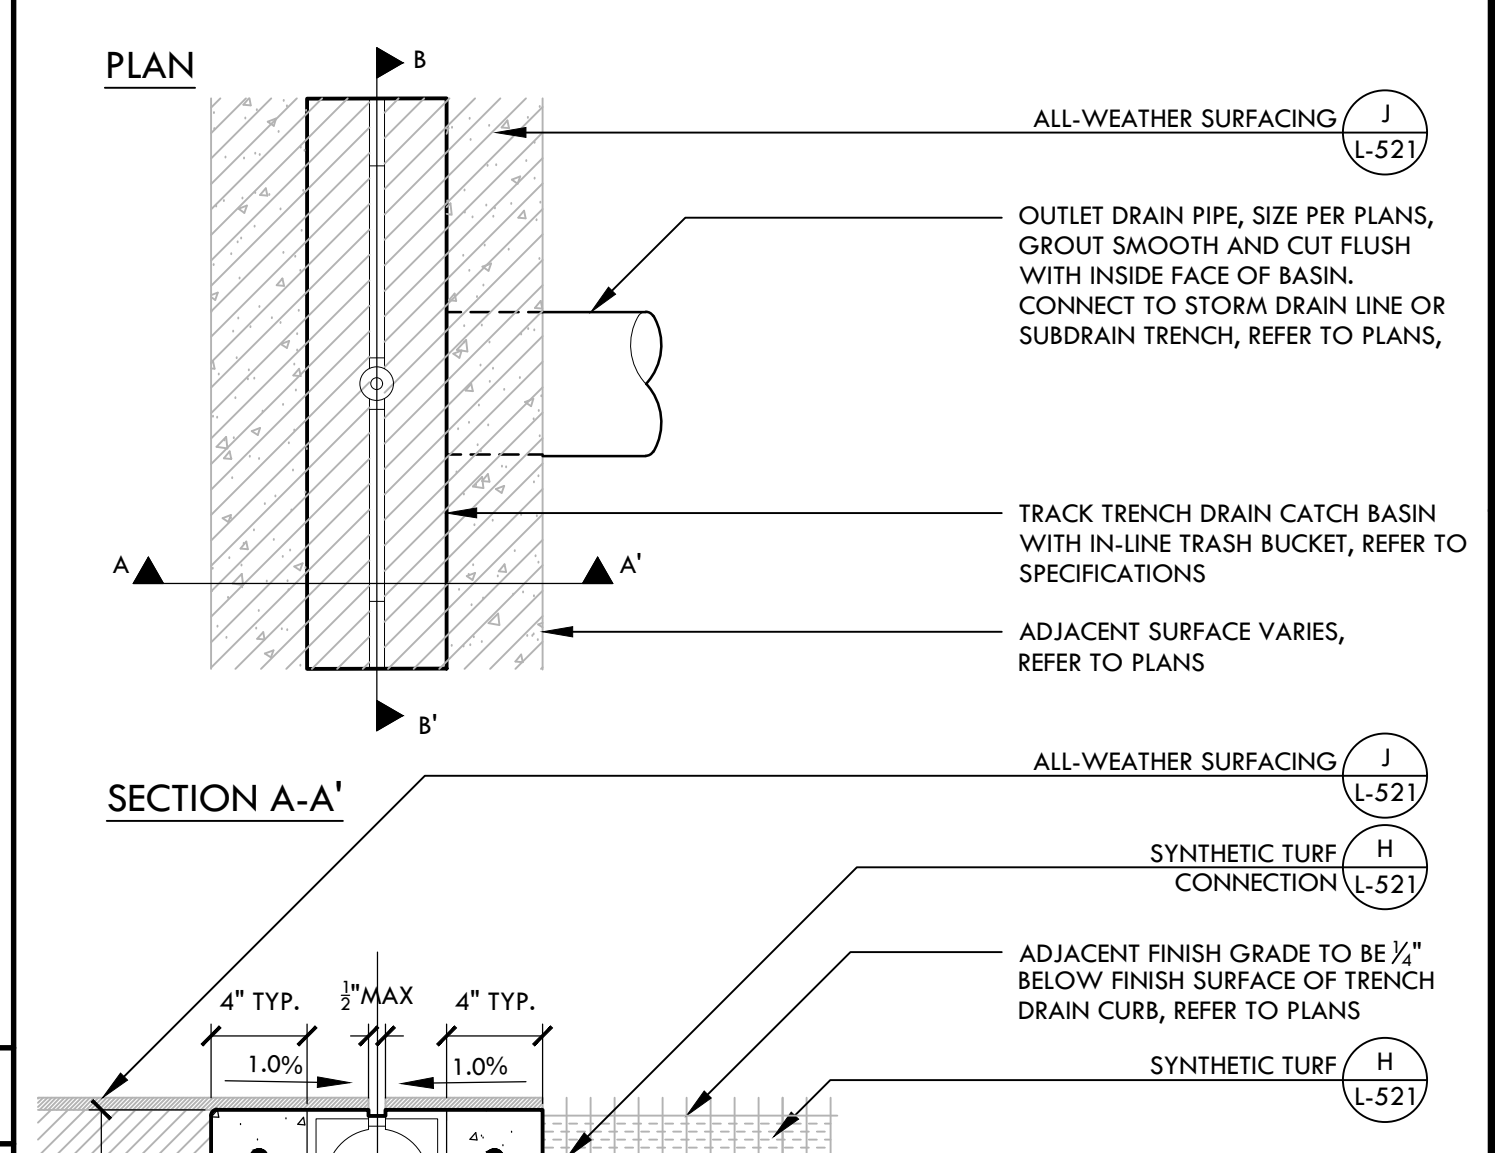 PLAN
B
ALL-WEATHER SURFACING
J
L-521
OUTLET DRAIN PIPE, SIZE PER PLANS,
GROUT SMOOTH AND CUT FLUSH
WITH INSIDE FACE OF BASIN.
CONNECT TO STORM DRAIN LINE OR
SUBDRAIN TRENCH, REFER TO PLANS,
TRACK TRENCH DRAIN CATCH BASIN
WITH IN-LINE TRASH BUCKET, REFER TO
SPECIFICATIONS
A
A'
ADJACENT SURFACE VARIES,
REFER TO PLANS
B'
SECTION A-A'
ALL-WEATHER SURFACING
J
L-521
SYNTHETIC TURF
CONNECTION
H
L-521
ADJACENT FINISH GRADE TO BE ¼"
BELOW FINISH SURFACE OF TRENCH
DRAIN CURB, REFER TO PLANS
4" TYP.
½"MAX
4" TYP.
1.0%
1.0%
SYNTHETIC TURF
H
L-521